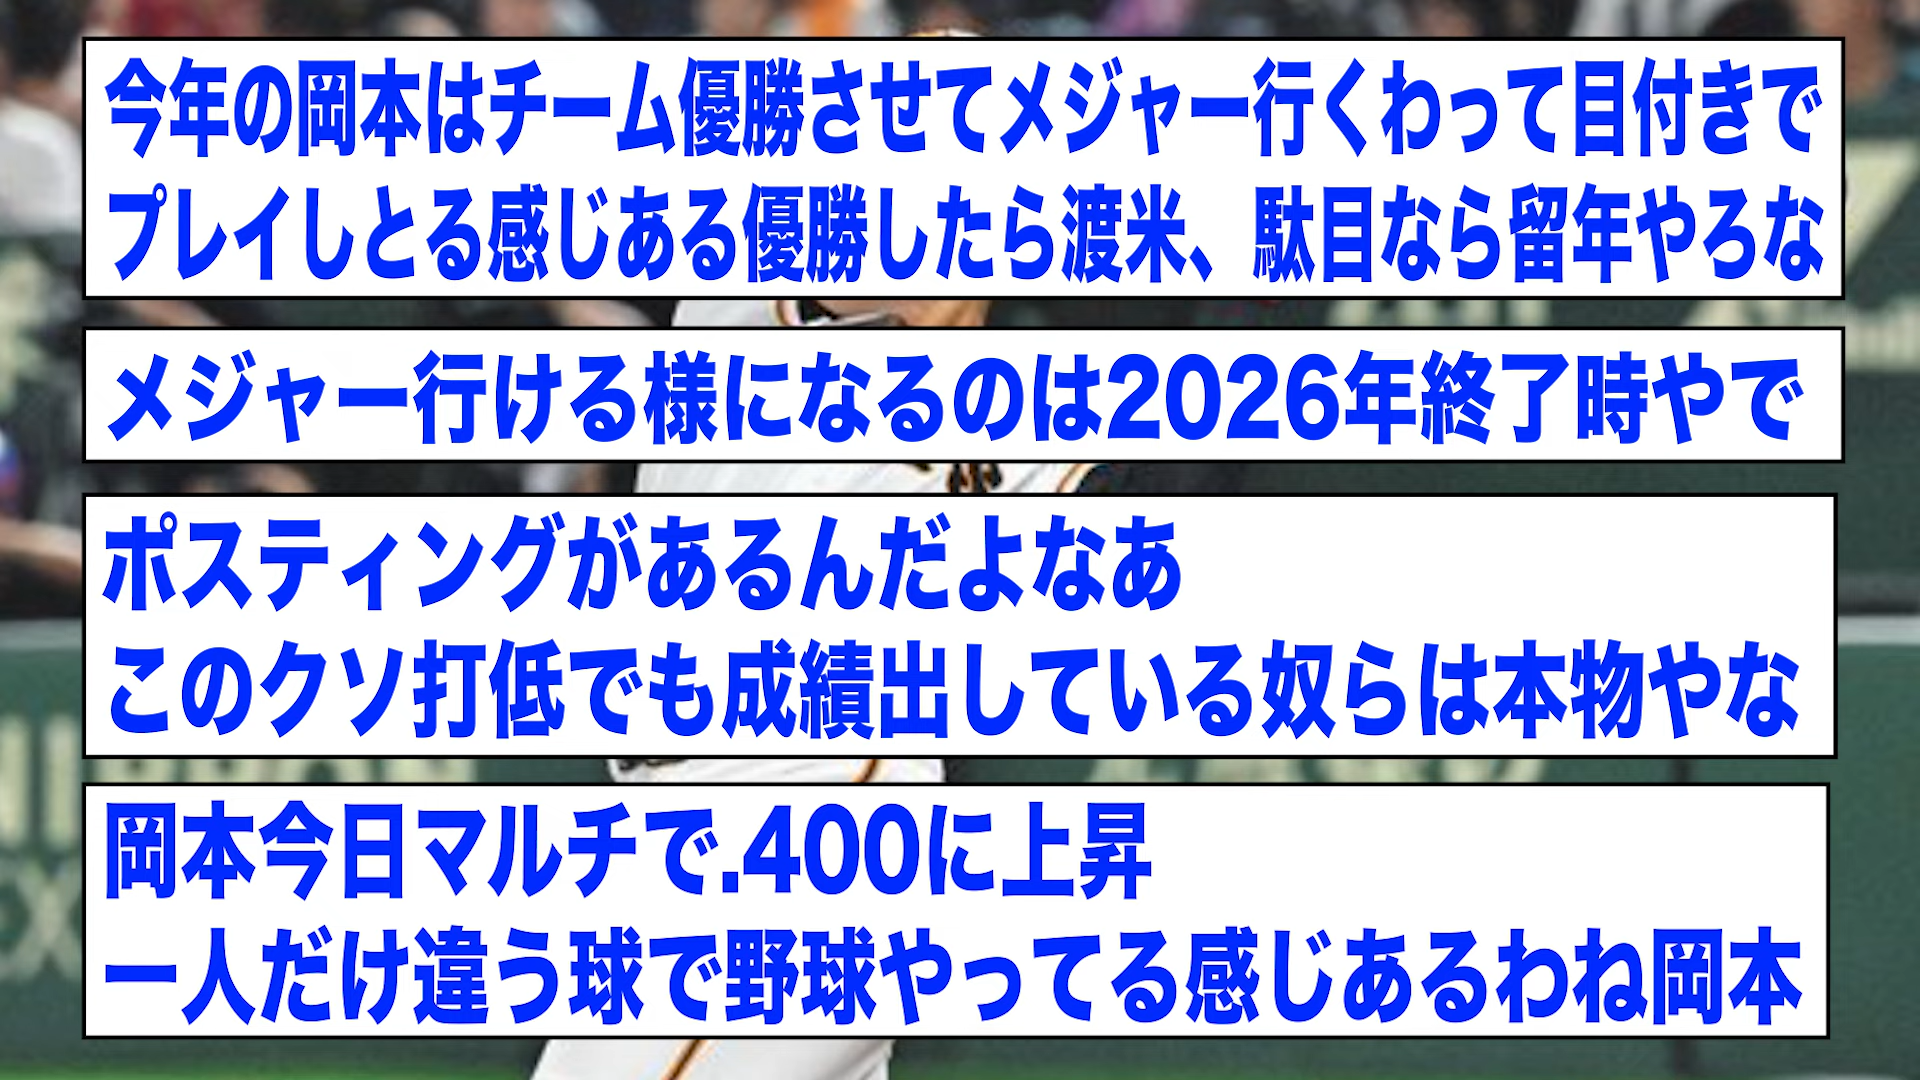 今年の岡本はチーム優勝させてメジャー行くわって目付きで
プレイしとる感じある優勝したら渡米、駄目なら留年やろな
メジャー行ける様になるのは2026年終了時やで
ポスティングがあるんだよなあ
このクソ打低でも成績出している奴らは本物やな
岡本今日マルチで.400に上昇
一人だけ違う球で野球やってる感じあるわね岡本